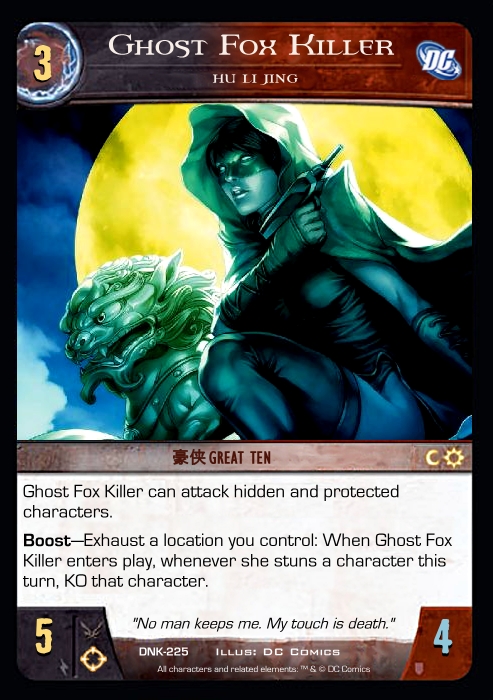 3
GHOST FOX KILLER
HU LI JING
DC
豪侠 GREAT TEN
Ghost Fox Killer can attack hidden and protected
characters.
Boost—Exhaust a location you control: When Ghost Fox
Killer enters play, whenever she stuns a character this
turn, KO that character.
"No man keeps me. My touch is death."
5
4
DNK-225 ILLUS: DC COMICS
All characters and related elements: ™ & © DC Comics